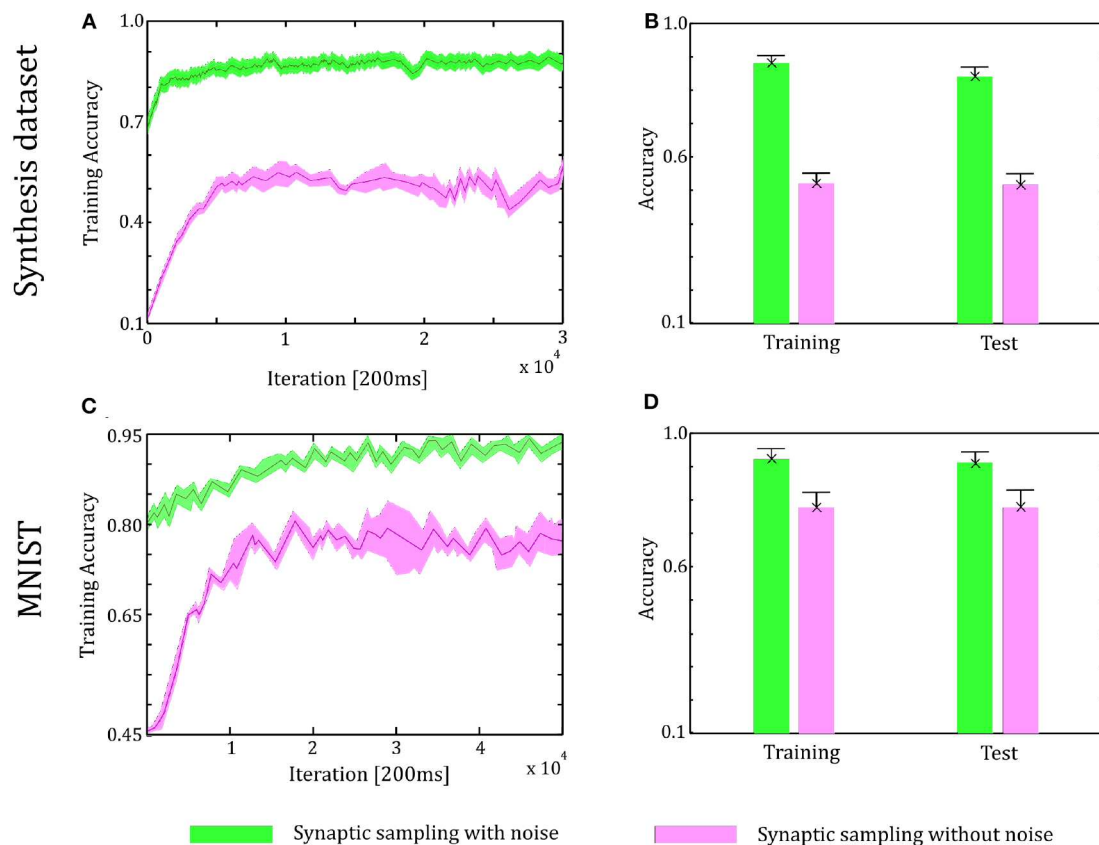 Synthesis dataset
A
Training Accuracy
1.0
0.7
0.4
0.1
0
1
2
3
x 10^4
Iteration [200ms]
B
Accuracy
1.0
0.6
0.1
Training
Test
MNIST
C
Training Accuracy
0.95
0.80
0.65
0.45
1
2
3
4
x 10^4
Iteration [200ms]
D
Accuracy
1.0
0.6
0.1
Training
Test
Synaptic sampling with noise
Synaptic sampling without noise